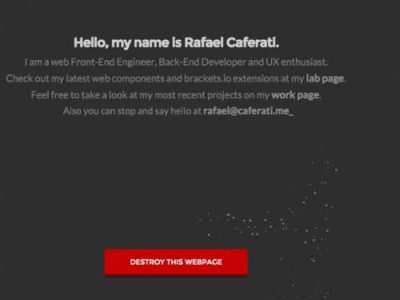 Hello, my name is Rafael Caferati.
I am a web Front-End Engineer, Back-End Developer and UX enthusiast,
Check out my latest web components and brackets.io extensions at my lab page.
Feel free to take a look at my most recent projects on my work page.
Also you can stop and say hello at rafael@caferati.me_
DESTROY THIS WEBPAGE